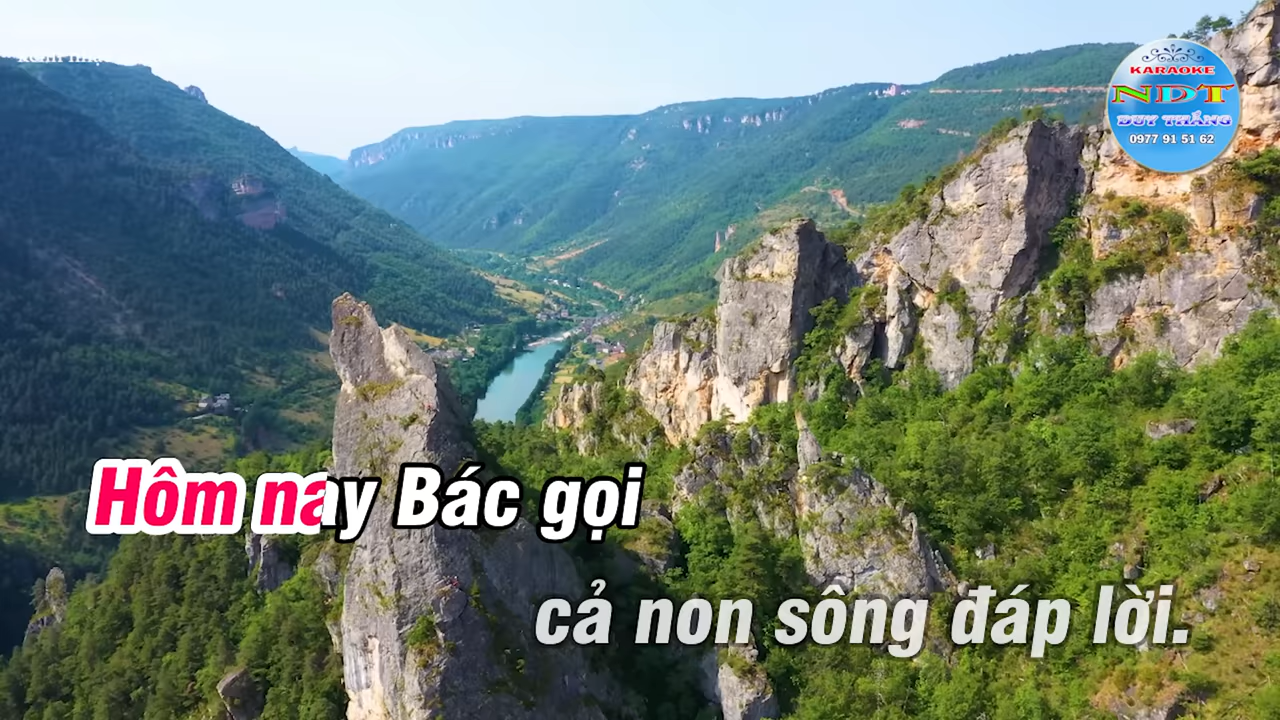 KARAOKE
NDT
DUY THẮNG
0977 91 51 62
Hôm nay Bác gọi
cả non sông đáp lời.